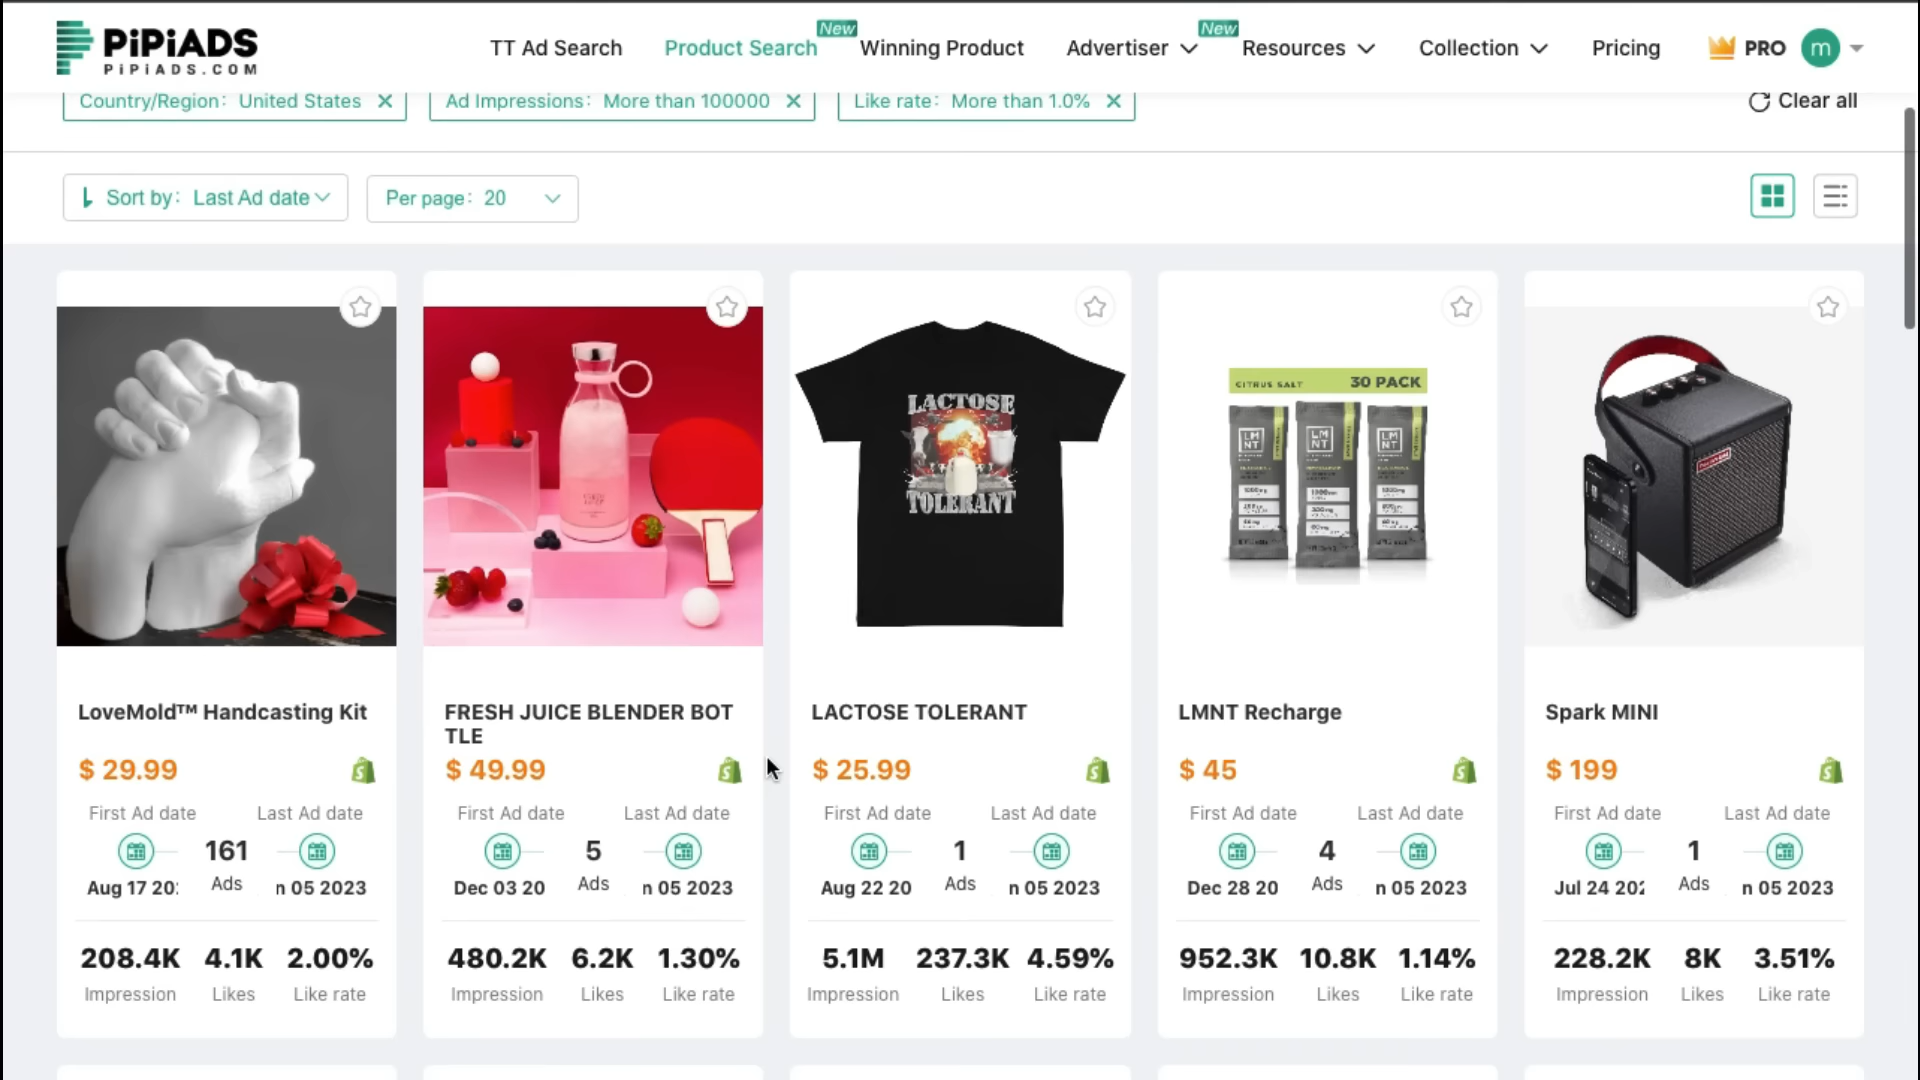 PiPiADS
PiPiADS.COM
TT Ad Search
Product Search
New
Winning Product
Advertiser
New
Resources
Collection
Pricing
PRO
m
Country/Region: United States
Ad Impressions: More than 100000
Like rate: More than 1.0%
Clear all
Sort by: Last Ad date
Per page: 20
LACTOSE
TOLERANT
CITRUS SALT 30 PACK
LM
NT
LM
NT
LM
NT
LoveMold™ Handcasting Kit
$ 29.99
First Ad date
Last Ad date
161
Ads
Aug 17 20
n 05 2023
208.4K
4.1K
2.00%
Impression
Likes
Like rate
FRESH JUICE BLENDER BOT
TLE
$ 49.99
First Ad date
Last Ad date
5
Ads
Dec 03 20
n 05 2023
480.2K
6.2K
1.30%
Impression
Likes
Like rate
LACTOSE TOLERANT
$ 25.99
First Ad date
Last Ad date
1
Ads
Aug 22 20
n 05 2023
5.1M
237.3K
4.59%
Impression
Likes
Like rate
LMNT Recharge
$ 45
First Ad date
Last Ad date
4
Ads
Dec 28 20
n 05 2023
952.3K
10.8K
1.14%
Impression
Likes
Like rate
Spark MINI
$ 199
First Ad date
Last Ad date
1
Ads
Jul 24 202
n 05 2023
228.2K
8K
3.51%
Impression
Likes
Like rate